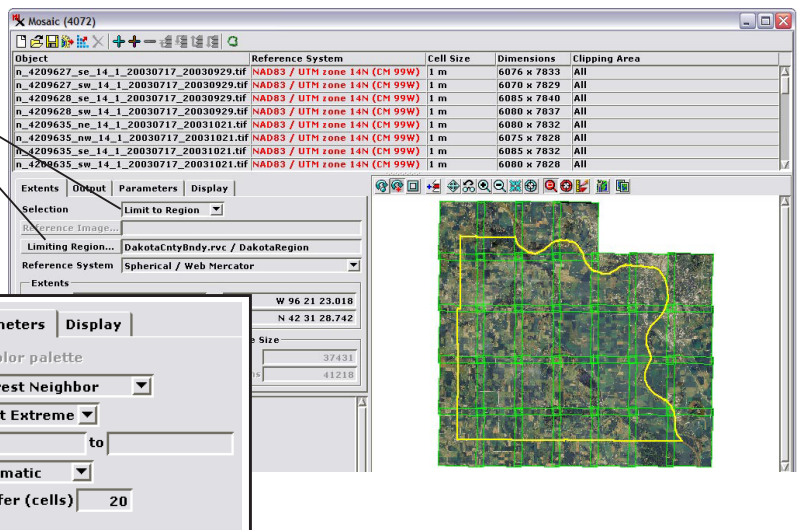 Mosaic (4072)
Object Reference System Cell Size Dimensions Clipping Area
n_4209627_se_14_1_20030717_20030929.tif NAD83 / UTM zone 14N (CM 99W) 1 m 6076 x 7833 All
n_4209627_sw_14_1_20030717_20030929.tif NAD83 / UTM zone 14N (CM 99W) 1 m 6070 x 7829 All
n_4209628_se_14_1_20030717_20030929.tif NAD83 / UTM zone 14N (CM 99W) 1 m 6085 x 7840 All
n_4209628_sw_14_1_20030717_20030929.tif NAD83 / UTM zone 14N (CM 99W) 1 m 6080 x 7837 All
n_4209635_ne_14_1_20030717_20031021.tif NAD83 / UTM zone 14N (CM 99W) 1 m 6080 x 7832 All
n_4209635_nw_14_1_20030717_20031021.tif NAD83 / UTM zone 14N (CM 99W) 1 m 6075 x 7828 All
n_4209635_se_14_1_20030717_20031021.tif NAD83 / UTM zone 14N (CM 99W) 1 m 6085 x 7832 All
n_4209635_sw_14_1_20030717_20031021.tif NAD83 / UTM zone 14N (CM 99W) 1 m 6080 x 7828 All
Extents Output Parameters Display
Selection Limit to Region
Reference Image...
Limiting Region... DakotaCntyBndy.rvc / DakotaRegion
Reference System Spherical / Web Mercator
Extents
W 96 21 23.018
N 42 31 28.742
Size
37431
41218
Display
palette
Neighbor
Extreme
to
(cells) 20